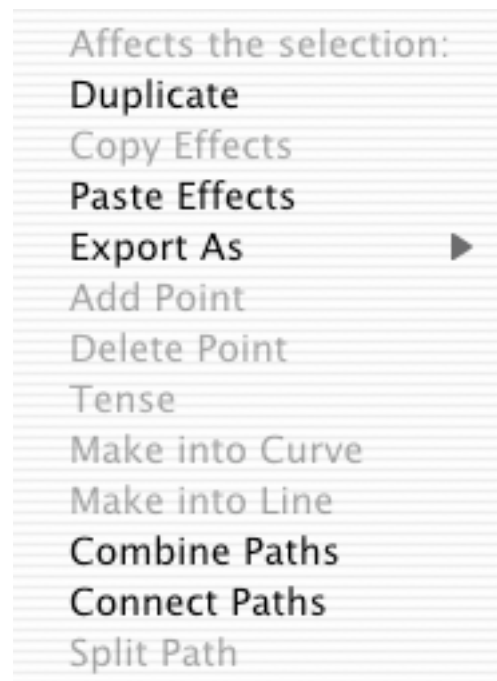 Affects the selection:
Duplicate
Copy Effects
Paste Effects
Export As
Add Point
Delete Point
Tense
Make into Curve
Make into Line
Combine Paths
Connect Paths
Split Path